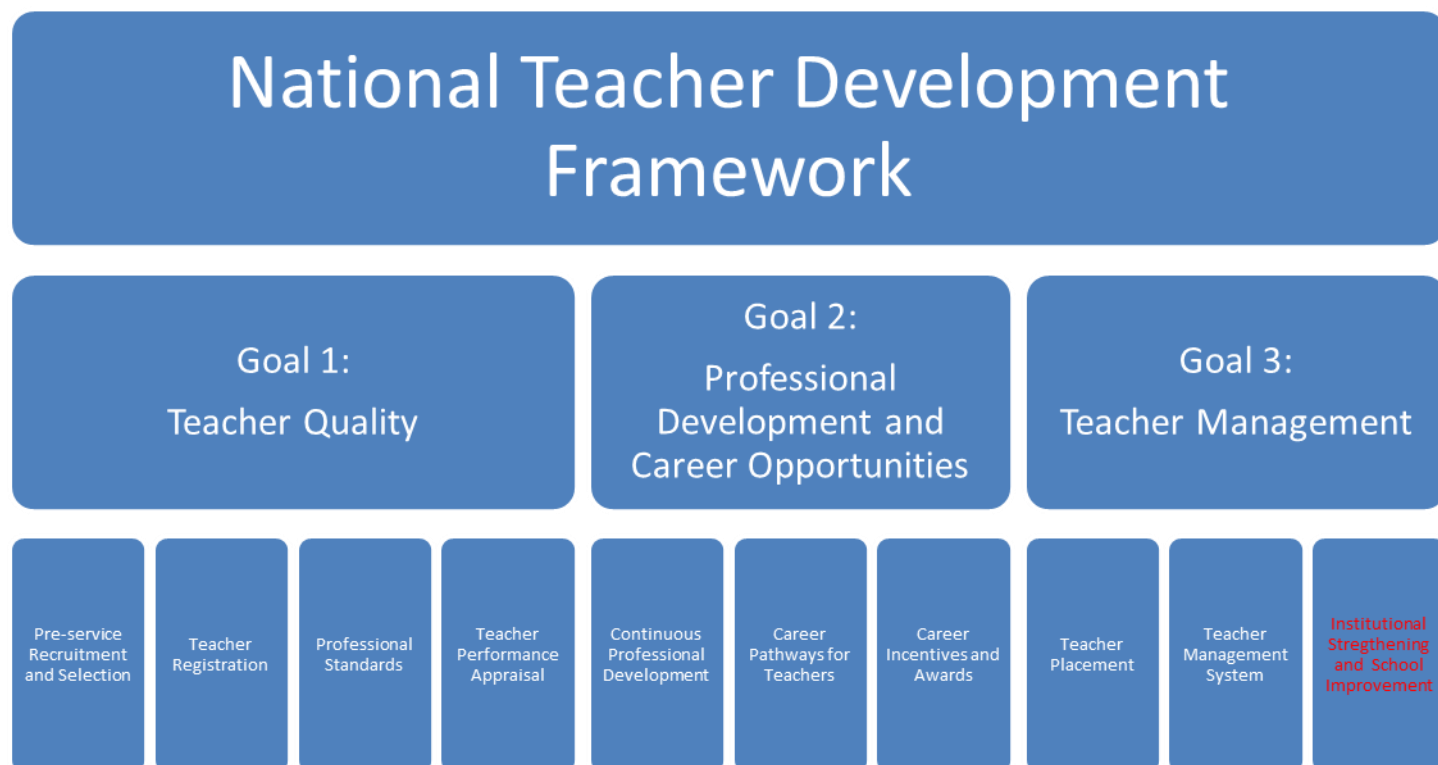 National Teacher Development
Framework
Goal 1:
Teacher Quality
Goal 2:
Professional
Development and
Career Opportunities
Goal 3:
Teacher Management
Pre-service
Recruitment
and Selection
Teacher
Registration
Professional
Standards
Teacher
Performance
Appraisal
Continuous
Professional
Development
Career
Pathways for
Teachers
Career
Incentives and
Awards
Teacher
Placement
Teacher
Management
System
Institutional
Stregthening
and School
Improvement